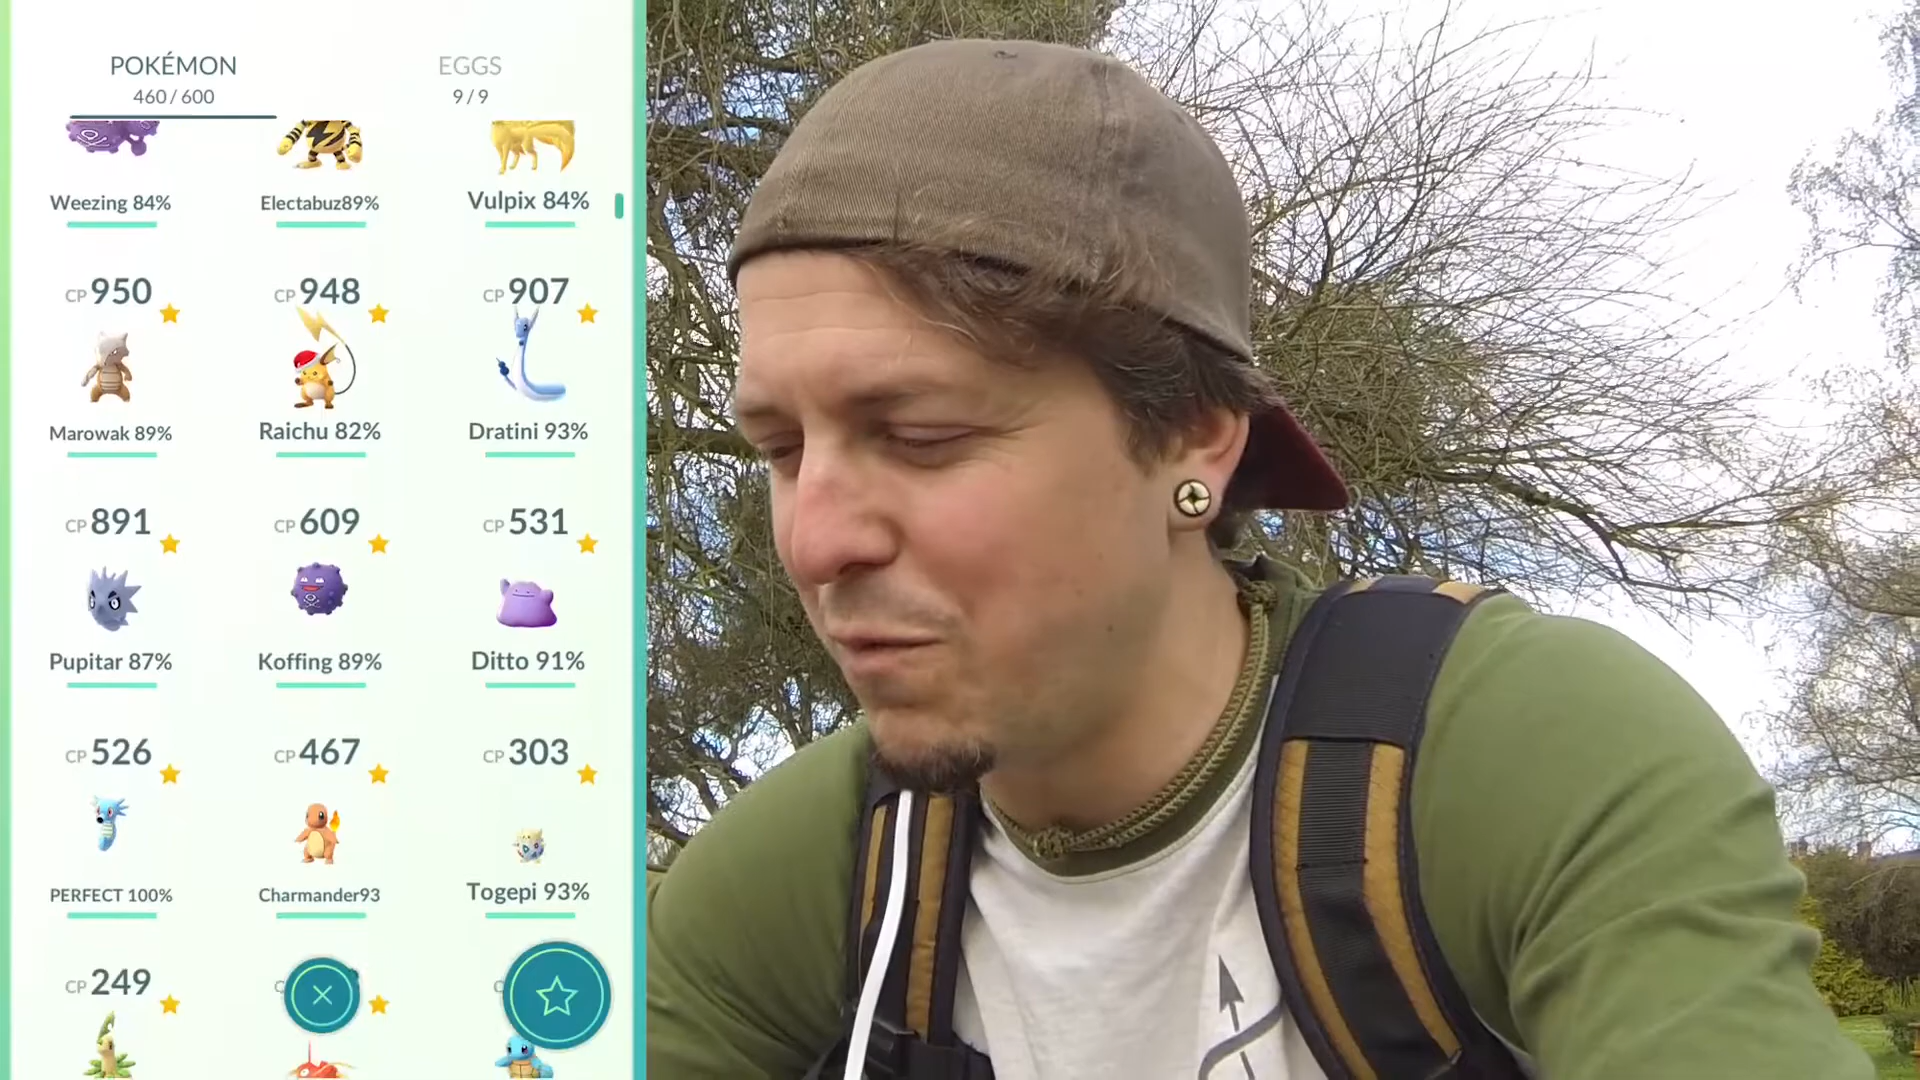 POKÉMON
EGGS
460 / 600
9 / 9
Weezing 84%
Electabuz89%
Vulpix 84%
CP 950
CP 948
CP 907
Marowak 89%
Raichu 82%
Dratini 93%
CP 891
CP 609
CP 531
Pupitar 87%
Koffing 89%
Ditto 91%
CP 526
CP 467
CP 303
PERFECT 100%
Charmander93
Togepi 93%
CP 249